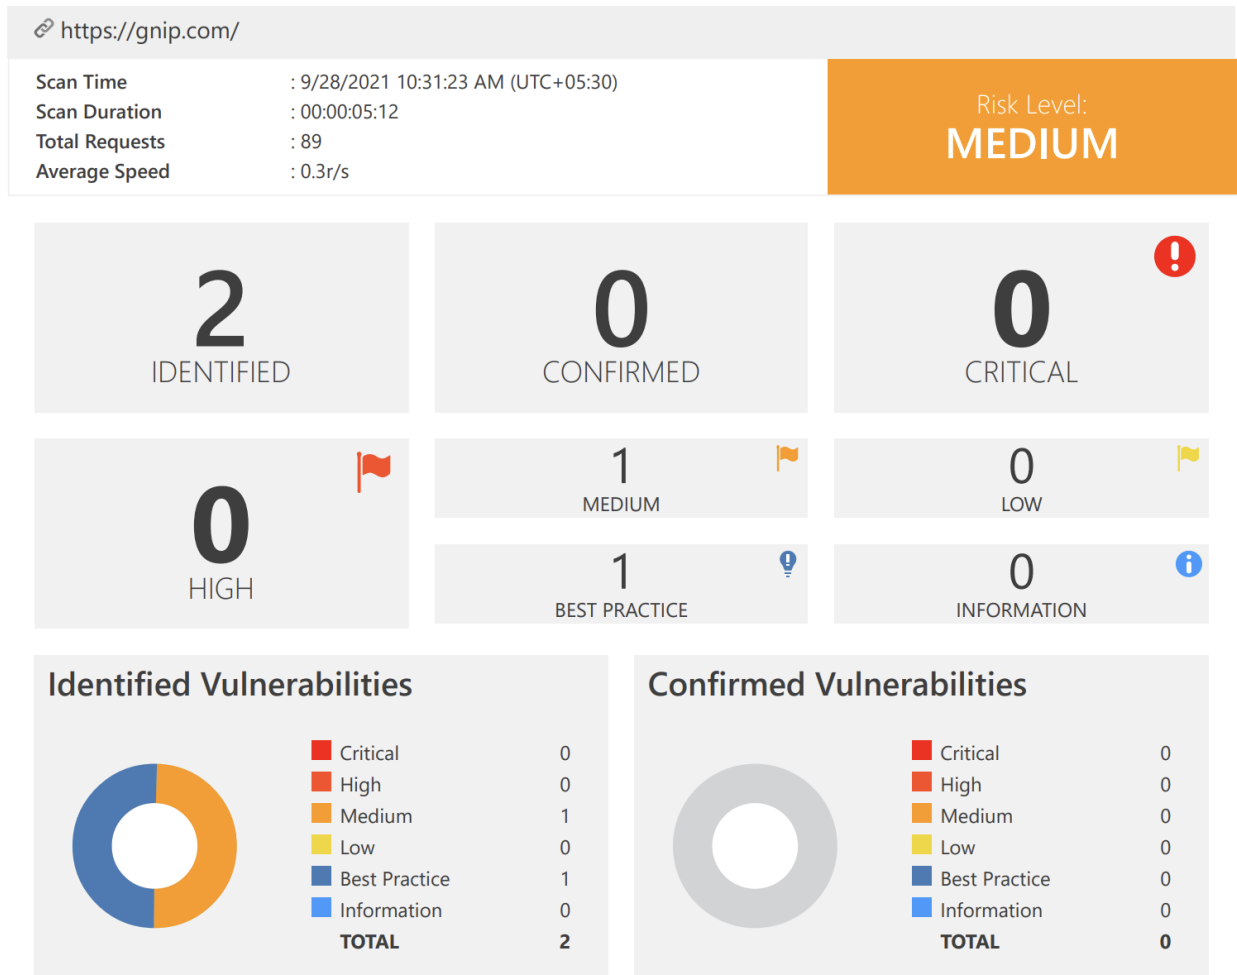 https://gnip.com/
Scan Time : 9/28/2021 10:31:23 AM (UTC+05:30)
Scan Duration : 00:00:05:12
Total Requests : 89
Average Speed : 0.3r/s
Risk Level:
MEDIUM
2
IDENTIFIED
0
CONFIRMED
0
CRITICAL
0
HIGH
1
MEDIUM
0
LOW
1
BEST PRACTICE
0
INFORMATION
Identified Vulnerabilities
Critical 0
High 0
Medium 1
Low 0
Best Practice 1
Information 0
TOTAL 2
Confirmed Vulnerabilities
Critical 0
High 0
Medium 0
Low 0
Best Practice 0
Information 0
TOTAL 0